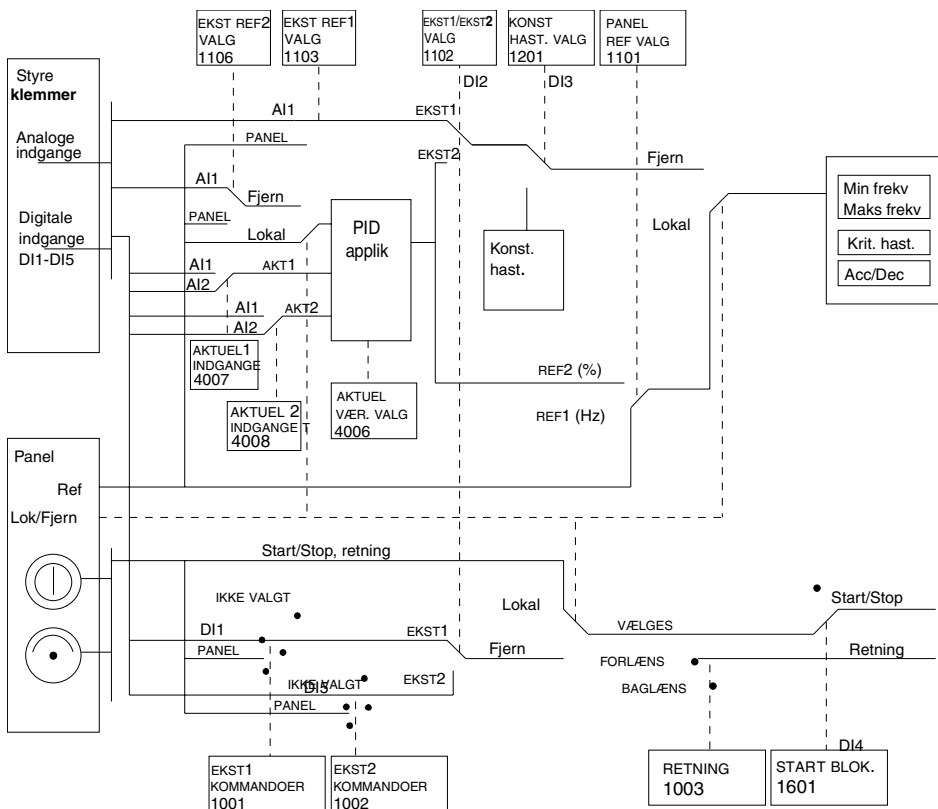 EKST REF2
VALG
1106
EKST REF1
VALG
1103
EKST1/EKST2
VALG
1102
KONST
HAST. VALG
1201
PANEL
REF VALG
1101
Styre
klemmer
Analoge
indgange
Digitale
indgange
DI1-DI5
DI2
DI3
AI1
EKST1
PANEL
EKST2
Fjern
AI1
Fjern
PANEL
Lokal
PID
applik
Konst.
hast.
Lokal
Min frekv
Maks frekv
Krit. hast.
Acc/Dec
AI1
AKT1
AI2
AI1
AKT2
AI2
AKTUEL1
INDGANGE
4007
AKTUEL 2
INDGANGE T
4008
AKTUEL
VÆR. VALG
4006
REF2 (%)
REF1 (Hz)
Panel
Ref
Lok/Fjern
Start/Stop, retning
IKKE VALGT
Lokal
Start/Stop
VÆLGES
DI1
EKST1
PANEL
Fjern
Retning
FORLÆNS
BAGLÆNS
IKKE VALGT
DI5
EKST2
PANEL
DI4
EKST1
KOMMANDOER
1001
EKST2
KOMMANDOER
1002
RETNING
1003
START BLOK.
1601